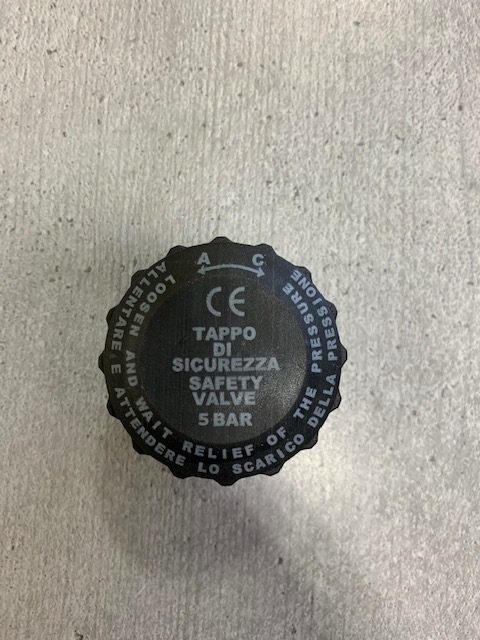 A C
CE
TAPPO
DI
SICUREZZA
SAFETY
VALVE
5 BAR
LOOSEN AND WAIT RELIEF OF THE PRESSURE
ALLENTARE E ATTENDERE LO SCARICO DELLA PRESSIONE